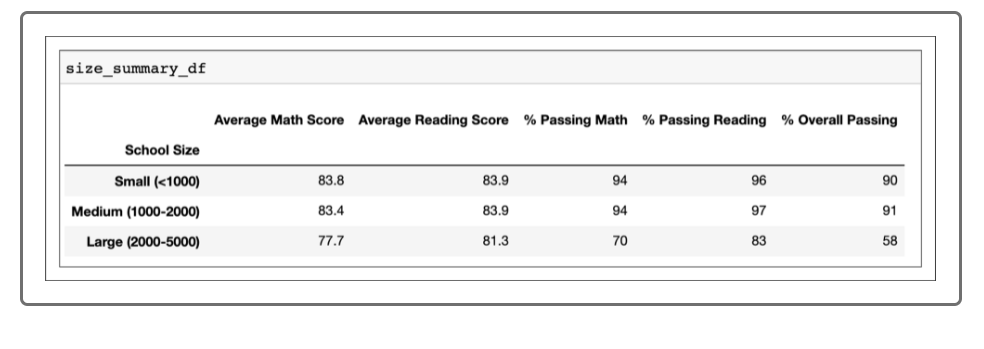 size_summary_df
Average Math Score Average Reading Score % Passing Math % Passing Reading % Overall Passing
School Size
Small (<1000) 83.8 83.9 94 96 90
Medium (1000-2000) 83.4 83.9 94 97 91
Large (2000-5000) 77.7 81.3 70 83 58